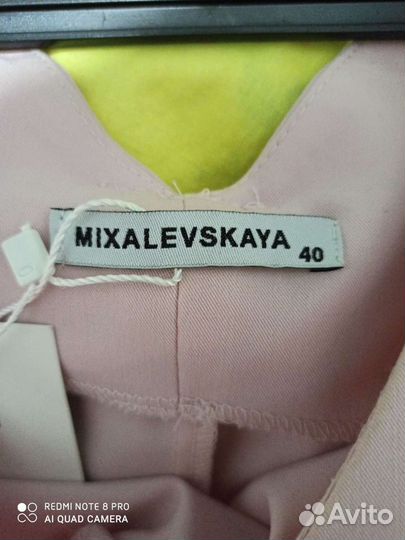 MIXALEVSKAYA 40
REDMI NOTE 8 PRO
AI QUAD CAMERA
Avito